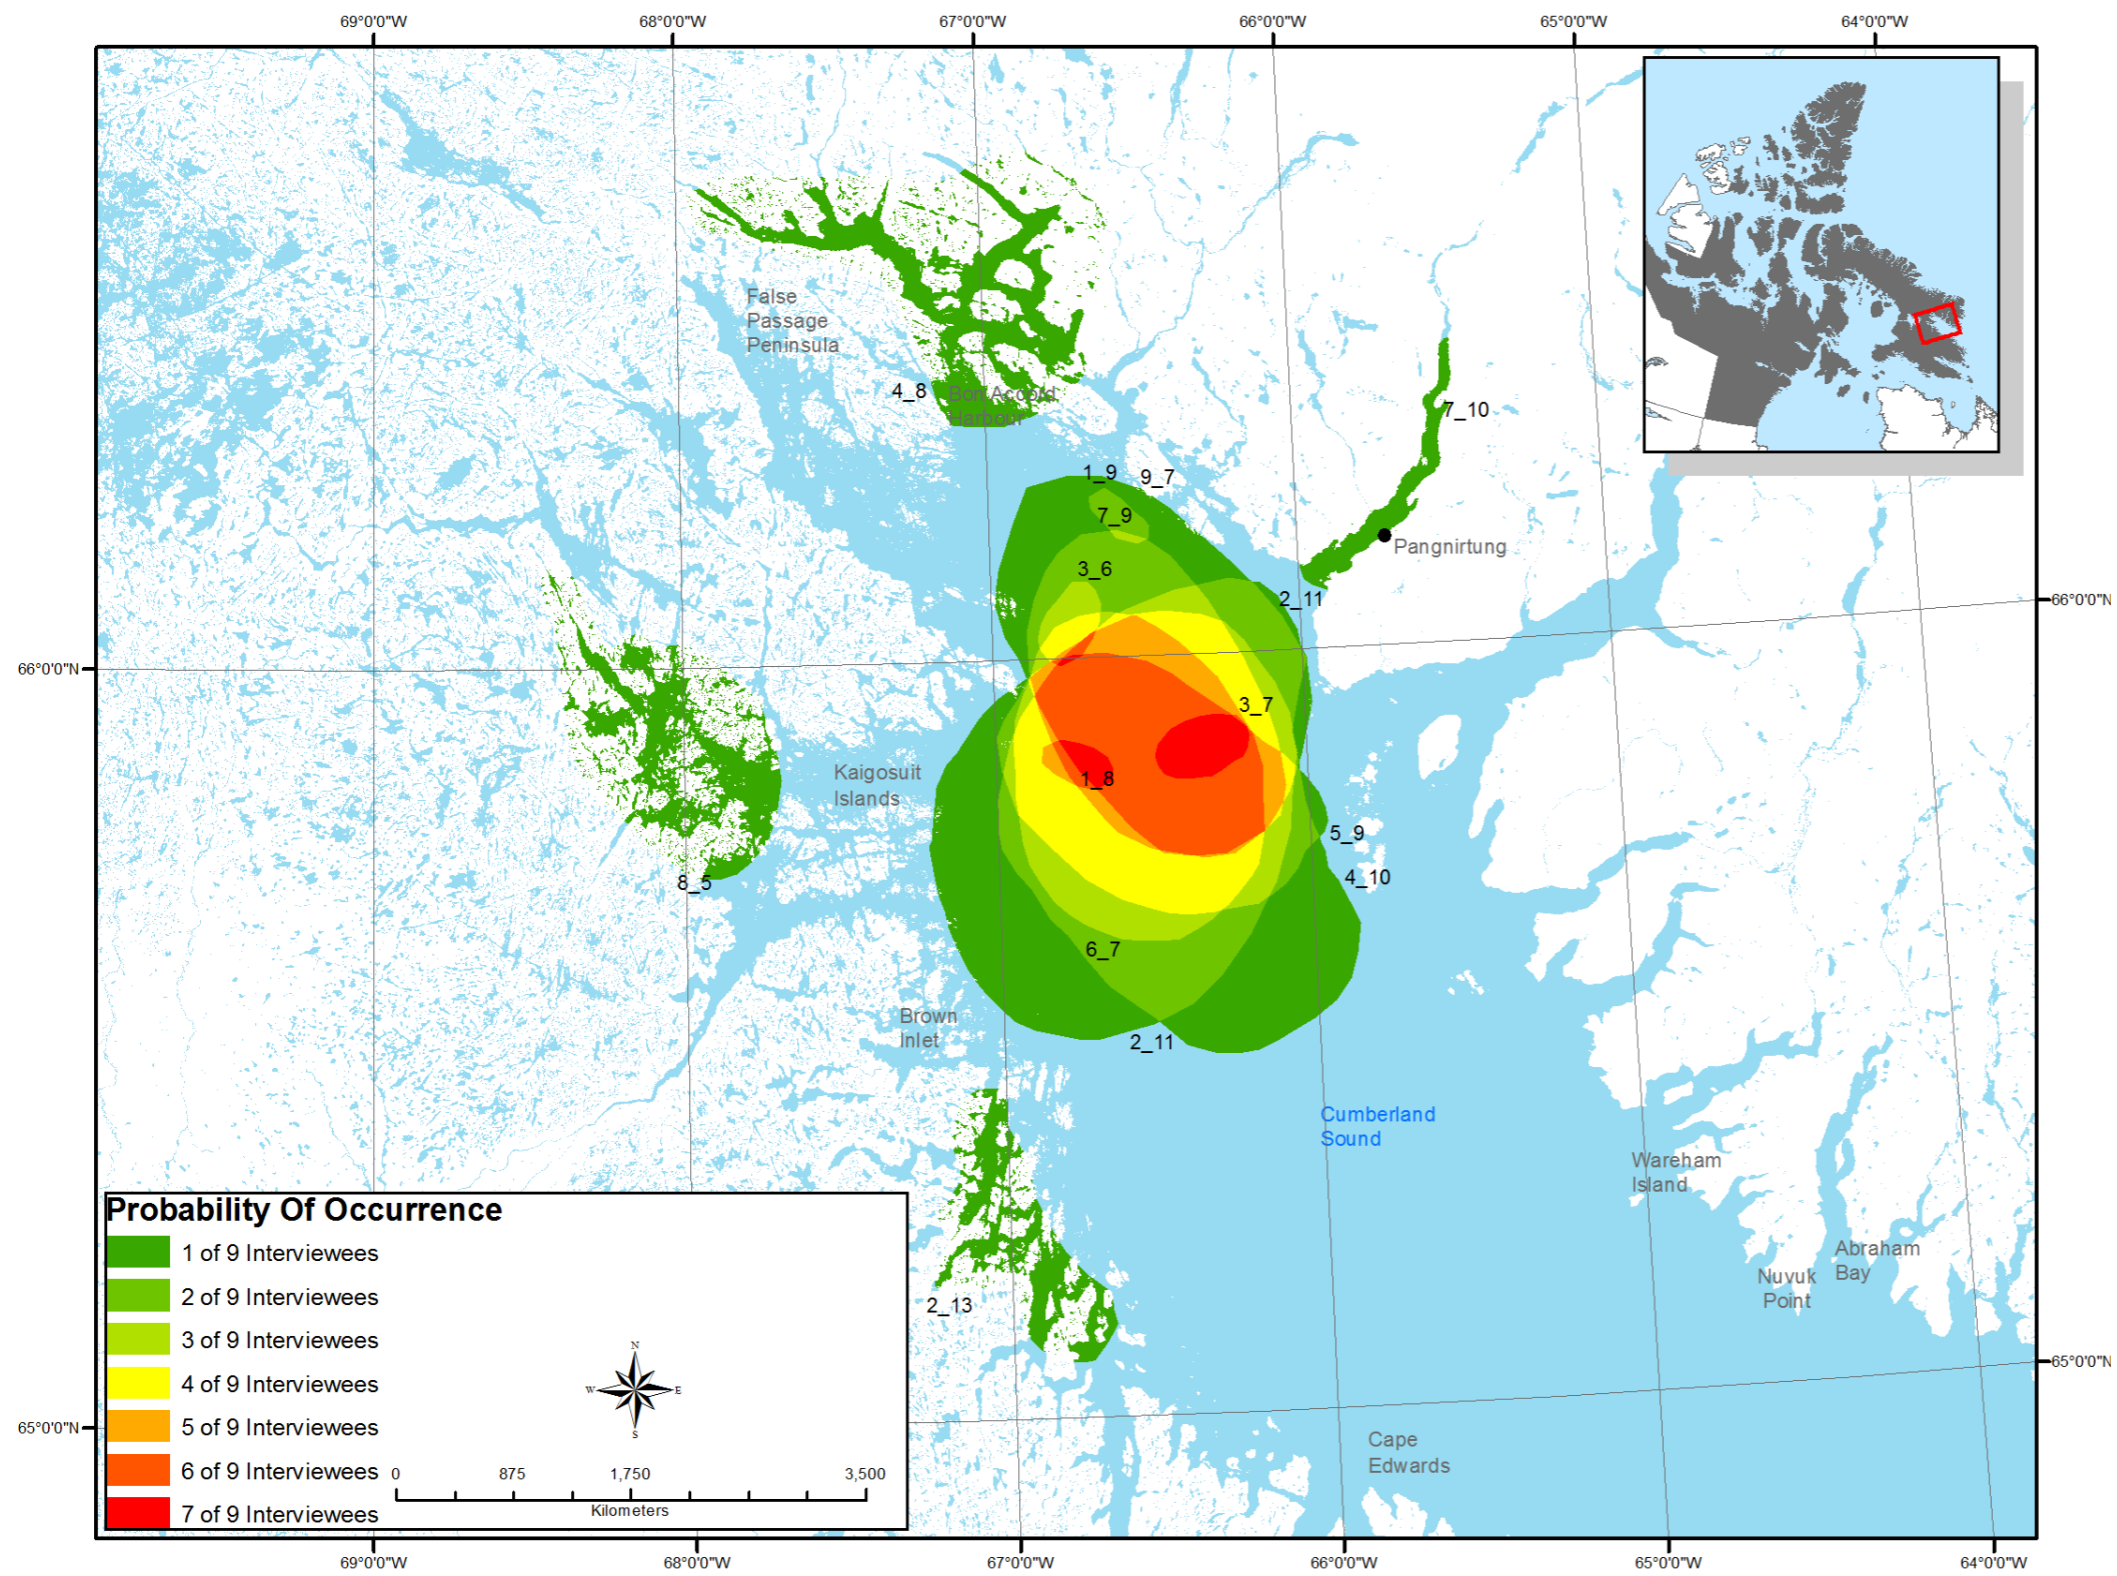 69°0'0"W
68°0'0"W
67°0'0"W
66°0'0"W
65°0'0"W
64°0'0"W
False
Passage
Peninsula
4_8
Bon Accord
Harbour
7_10
1_9
9_7
7_9
Pangnirtung
3_6
2_11
66°0'0"N
66°0'0"N
3_7
Kaigosuit
Islands
1_8
5_9
4_10
8_5
6_7
Brown
Inlet
2_11
Cumberland
Sound
Wareham
Island
Abraham
Bay
Nuvuk
Point
2_13
65°0'0"N
65°0'0"N
Cape
Edwards
Probability Of Occurrence
1 of 9 Interviewees
2 of 9 Interviewees
3 of 9 Interviewees
4 of 9 Interviewees
5 of 9 Interviewees
6 of 9 Interviewees
7 of 9 Interviewees
N
W
E
S
0
875
1,750
3,500
Kilometers
69°0'0"W
68°0'0"W
67°0'0"W
66°0'0"W
65°0'0"W
64°0'0"W